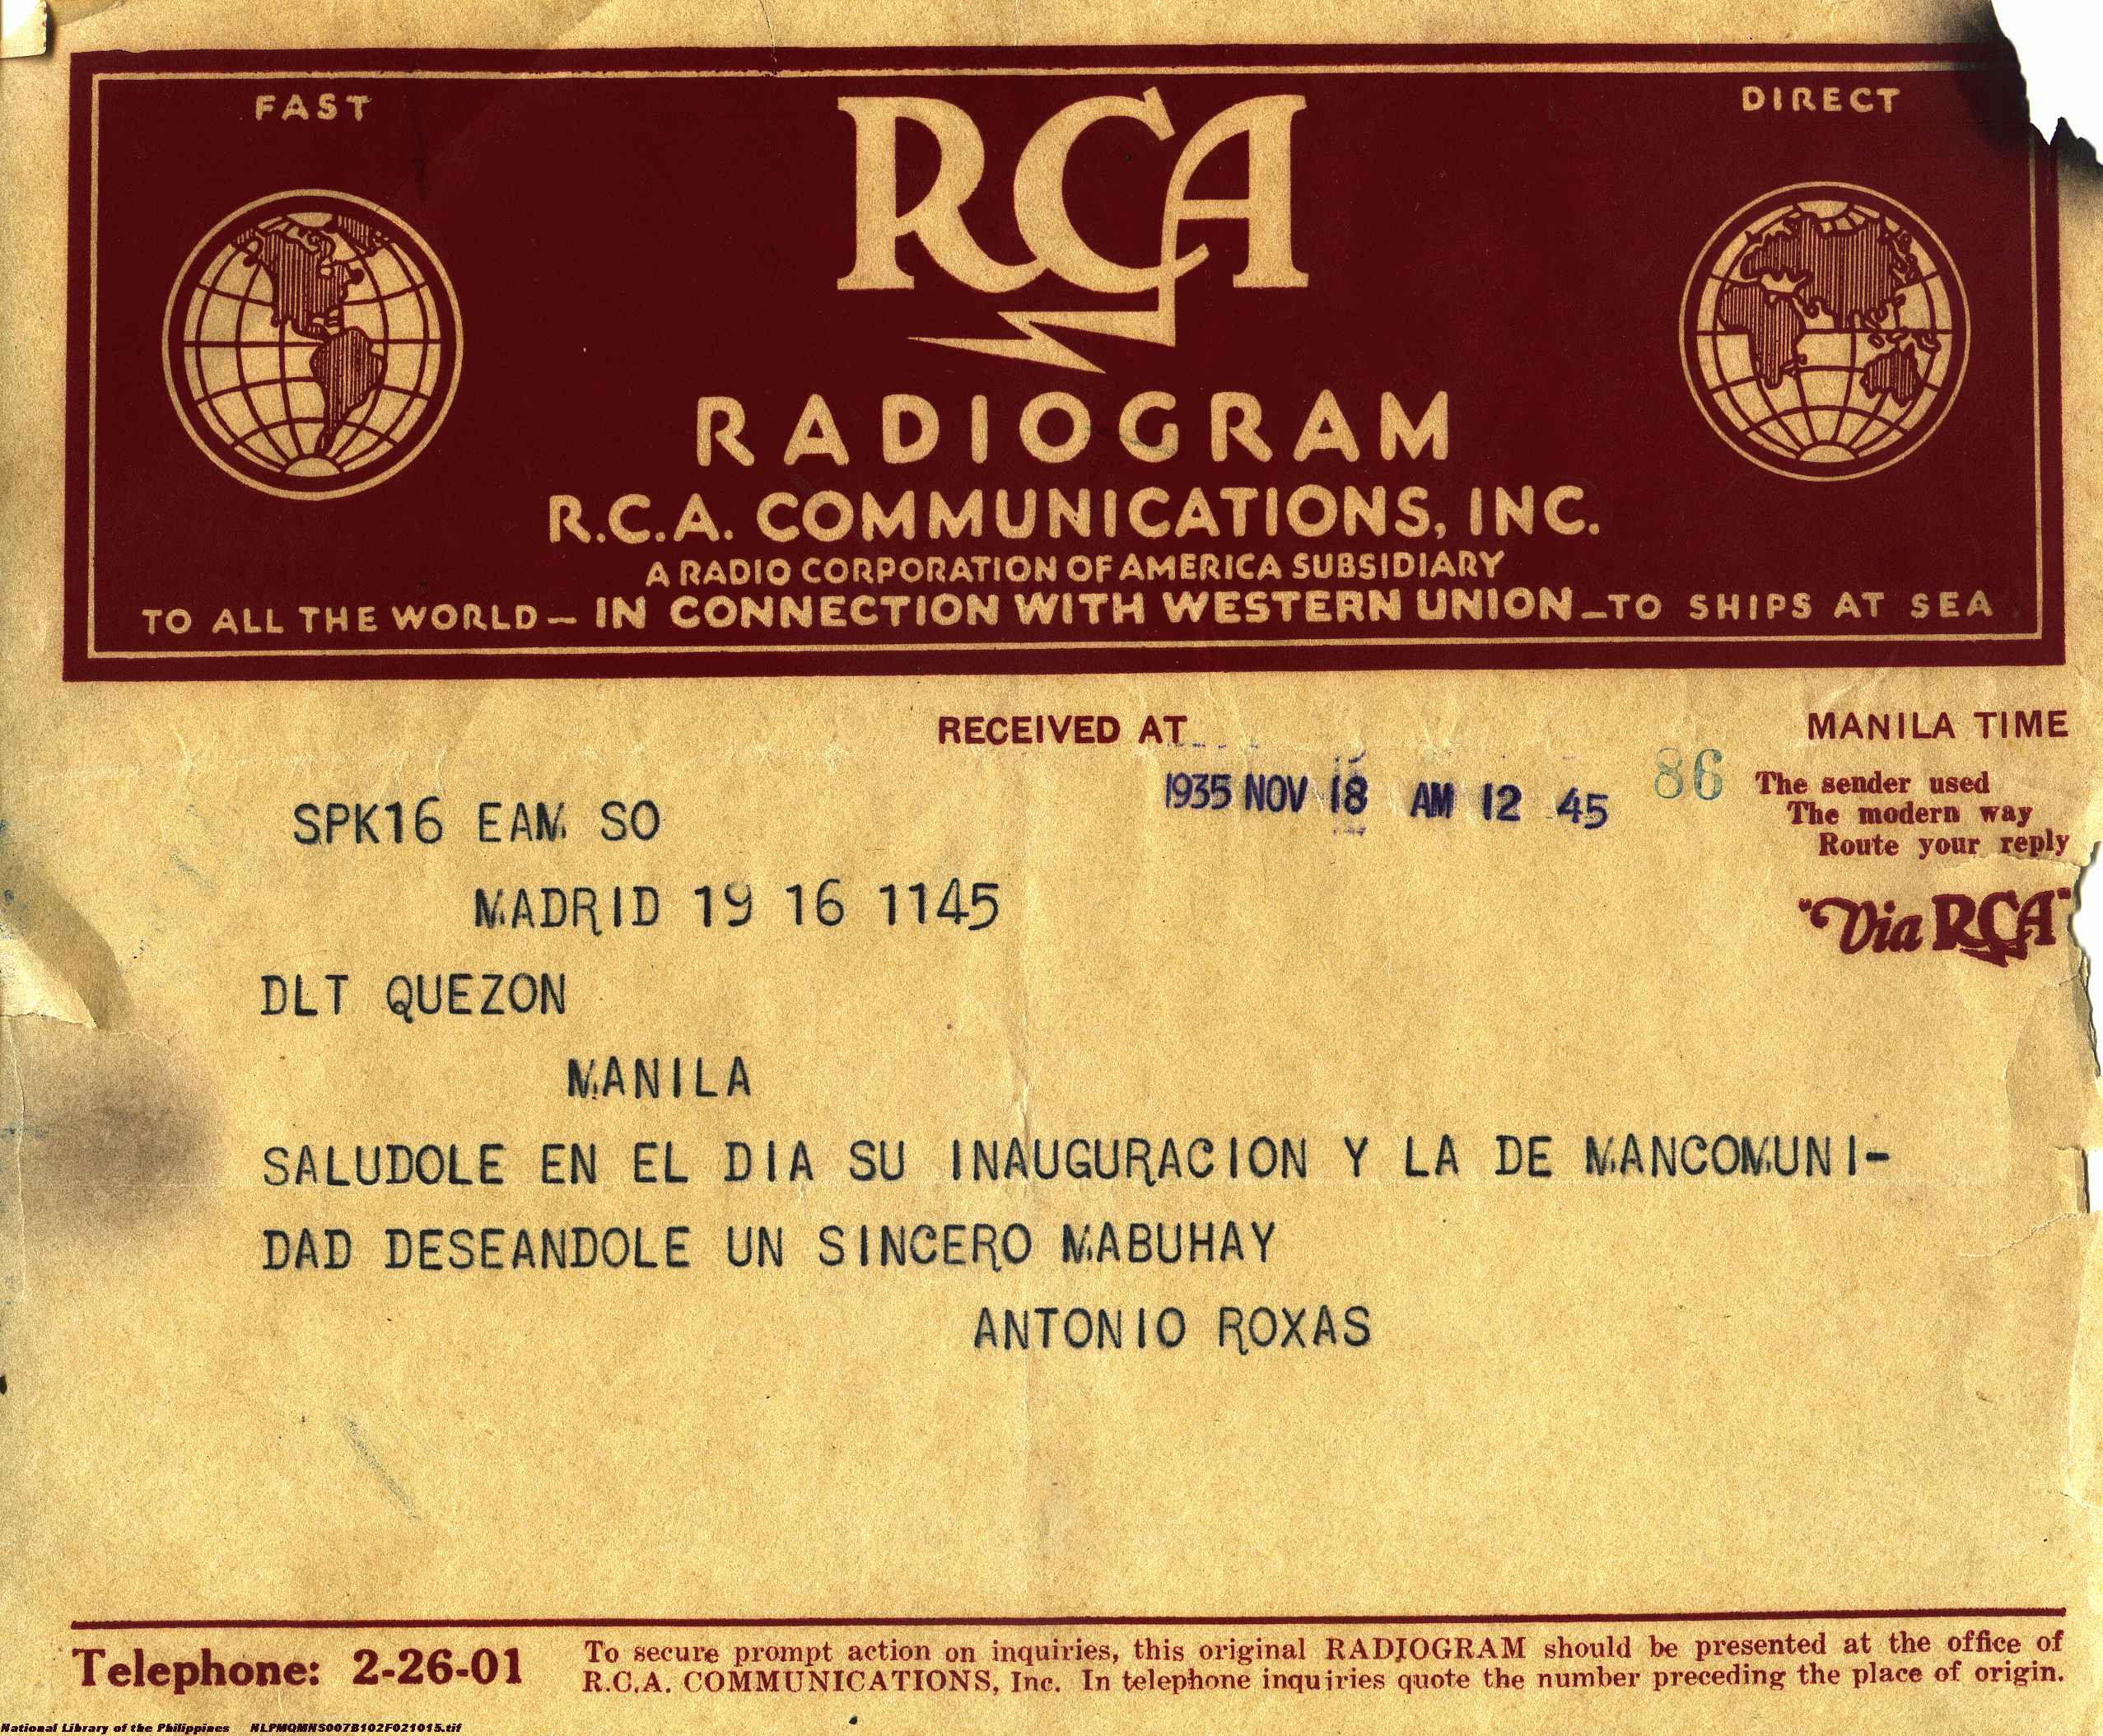 FAST
DIRECT
RCA
RADIOGRAM
R.C.A. COMMUNICATIONS, INC.
A RADIO CORPORATION OF AMERICA SUBSIDIARY
TO ALL THE WORLD — IN CONNECTION WITH WESTERN UNION — TO SHIPS AT SEA
RECEIVED AT
MANILA TIME
1935 NOV 18 AM 12 45
86
The sender used
The modern way
Route your reply
"Via RCA"
SPK16 EAM SO
MADRID 19 16 1145
DLT QUEZON
MANILA
SALUDOLE EN EL DIA SU INAUGURACION Y LA DE MANCOMUNI-
DAD DESEANDOLE UN SINCERO MABUHAY
ANTONIO ROXAS
Telephone: 2-26-01
To secure prompt action on inquiries, this original RADIOGRAM should be presented at the office of
R.C.A. COMMUNICATIONS, Inc. In telephone inquiries quote the number preceding the place of origin.
National Library of the Philippines NLPMQMNS007B102F021015.tif